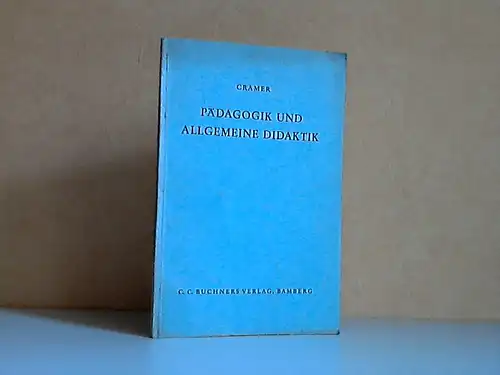 CRAMER
PÄDAGOGIK UND
ALLGEMEINE DIDAKTIK
C. C. BUCHNERS VERLAG, BAMBERG